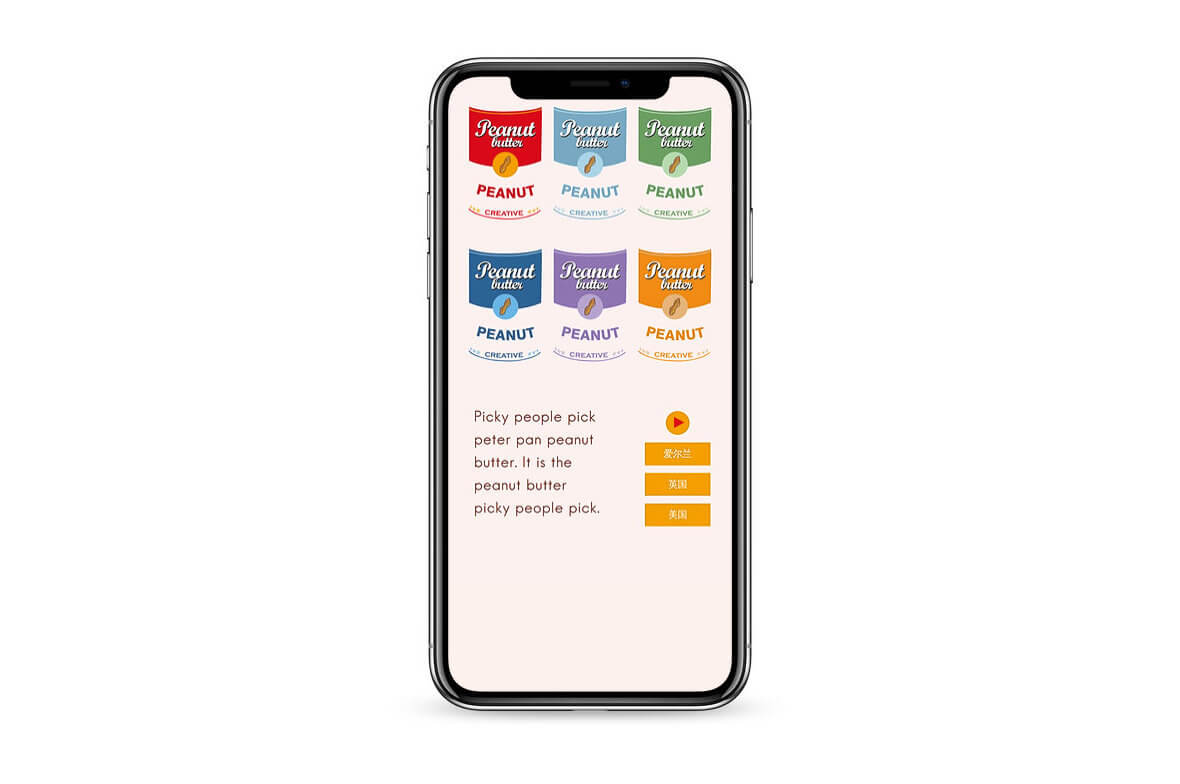 Peanut
butter
PEANUT
CREATIVE
Peanut
butter
PEANUT
CREATIVE
Peanut
butter
PEANUT
CREATIVE
Peanut
butter
PEANUT
CREATIVE
Peanut
butter
PEANUT
CREATIVE
Peanut
butter
PEANUT
CREATIVE
Picky people pick
peter pan peanut
butter. It is the
peanut butter
picky people pick.
爱尔兰
英国
美国